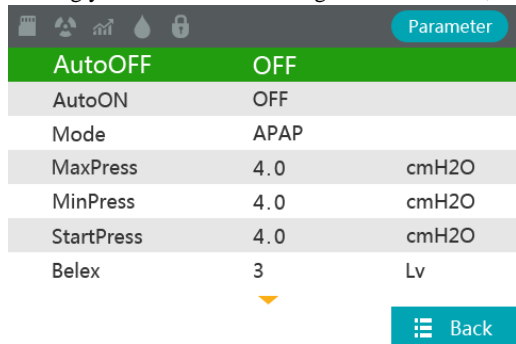 Parameter
AutoOFF OFF
AutoON OFF
Mode APAP
MaxPress 4.0 cmH2O
MinPress 4.0 cmH2O
StartPress 4.0 cmH2O
Belex 3 Lv
Back